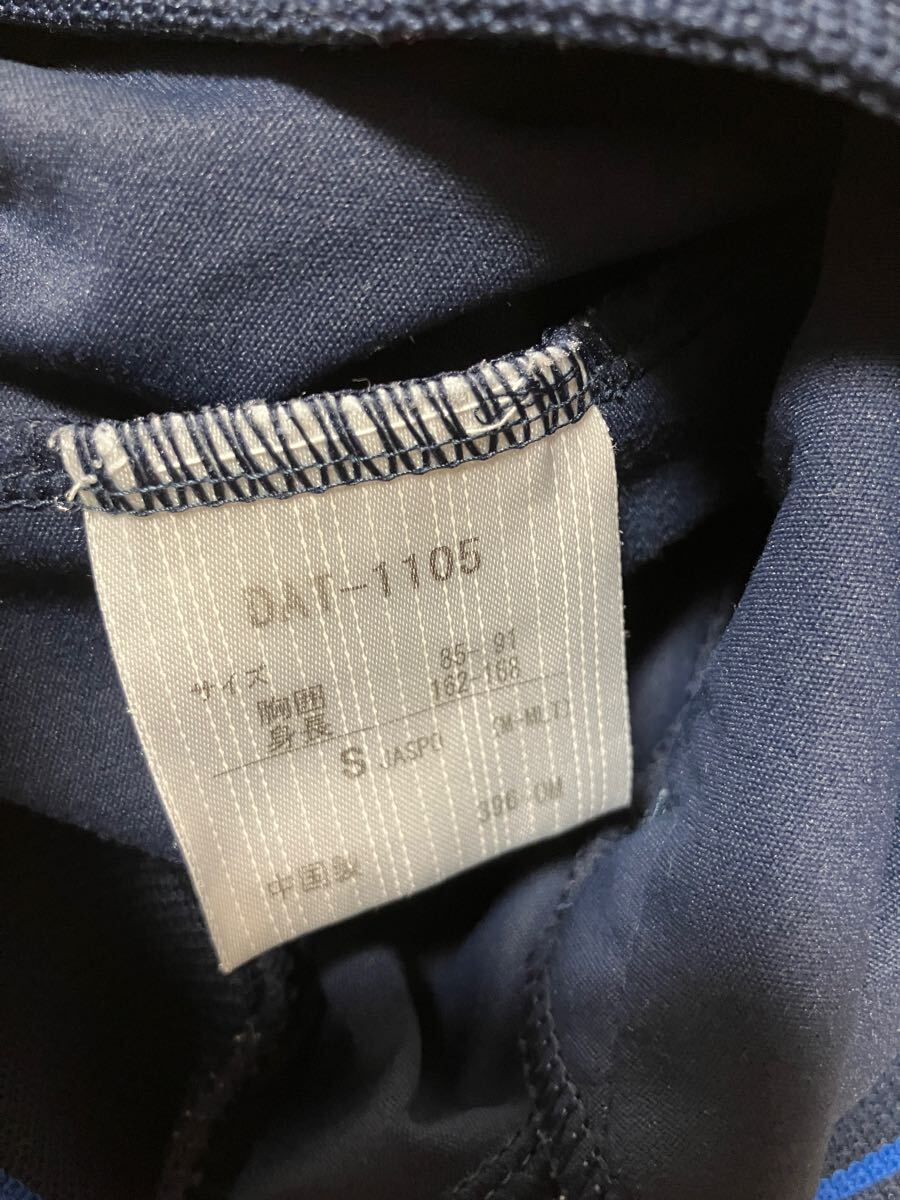 DAT-1105
サイズ
胸囲 85-91
身長 162-168
S JASPO
396 OM
中国製